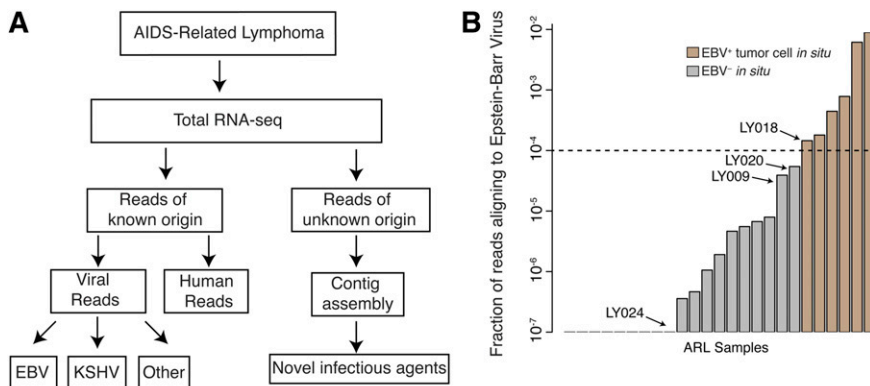 A
AIDS-Related Lymphoma
Total RNA-seq
Reads of
known origin
Reads of
unknown origin
Viral
Reads
Human
Reads
Contig
assembly
EBV
KSHV
Other
Novel infectious agents
B
Fraction of reads aligning to Epstein-Barr Virus
10⁻²
10⁻³
10⁻⁴
10⁻⁵
10⁻⁶
10⁻⁷
EBV⁺ tumor cell in situ
EBV⁻ in situ
LY018
LY020
LY009
LY024
ARL Samples